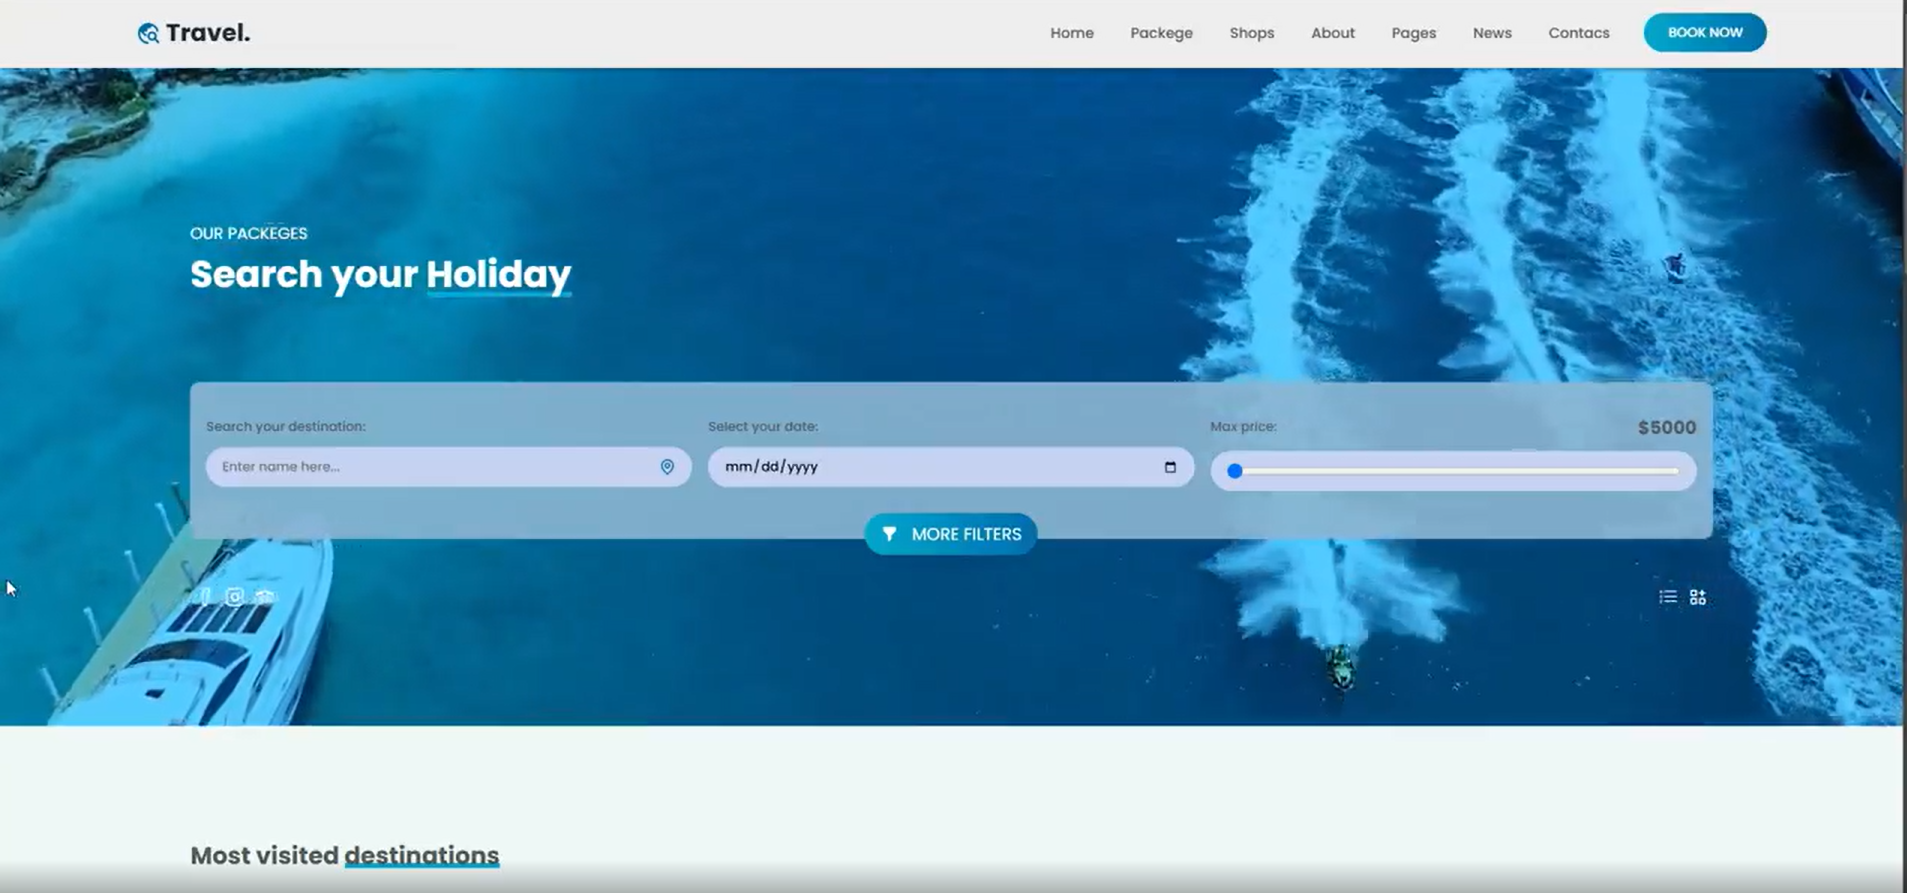 Travel.
Home Packege Shops About Pages News Contacs BOOK NOW
OUR PACKEGES
Search your Holiday
Search your destination: Select your date: Max price: $5000
Enter name here... mm/dd/yyyy
MORE FILTERS
Most visited destinations